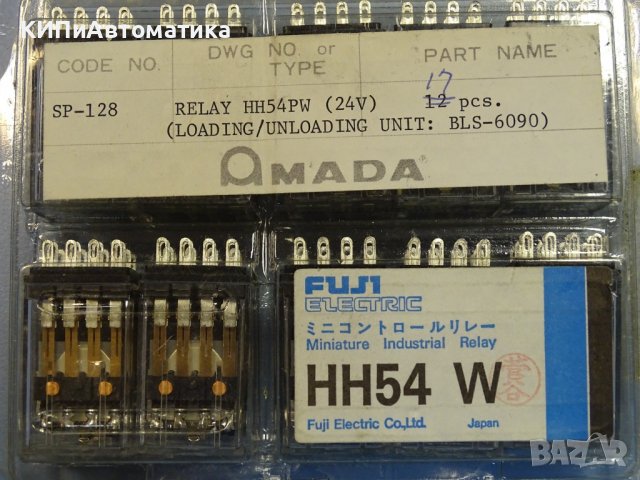 КИПиАвтоматика
CODE NO.
DWG NO. or
TYPE
PART NAME
SP-128
RELAY HH54PW (24V)
17
12 pcs.
(LOADING/UNLOADING UNIT: BLS-6090)
AMADA®
FUJI
ELECTRIC
ミニコントロールリレー
Miniature Industrial Relay
HH54 W
Fuji Electric Co.,Ltd.
Japan
BAZAR